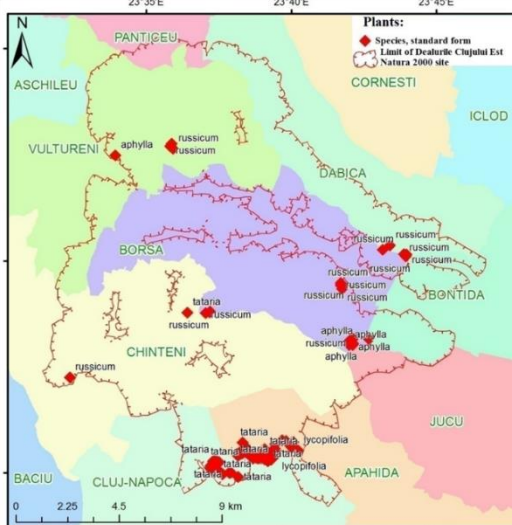 23°35'E 23°40'E 23°45'E
N
Plants:
Species, standard form
Limit of Dealurile Clujului Est
Natura 2000 site
PANTICEU
ASCHILEU
CORNESTI
ICLOD
VULTURENI
aphylla
russicum
russicum
DABICA
BORSA
russicum
russicum
russicum
russicum
russicum
russicum
russicum
russicum
russicum
BONTIDA
tataria
russicum
russicum
aphylla
aphylla
russicum
aphylla
aphylla
CHINTENI
russicum
JUCU
tataria
tataria
lycopifolia
tataria
tataria
tataria
tataria
tataria
lycopifolia
tataria
tataria
BACIU
CLUJ-NAPOCA
APAHIDA
0 2.25 4.5 9 km